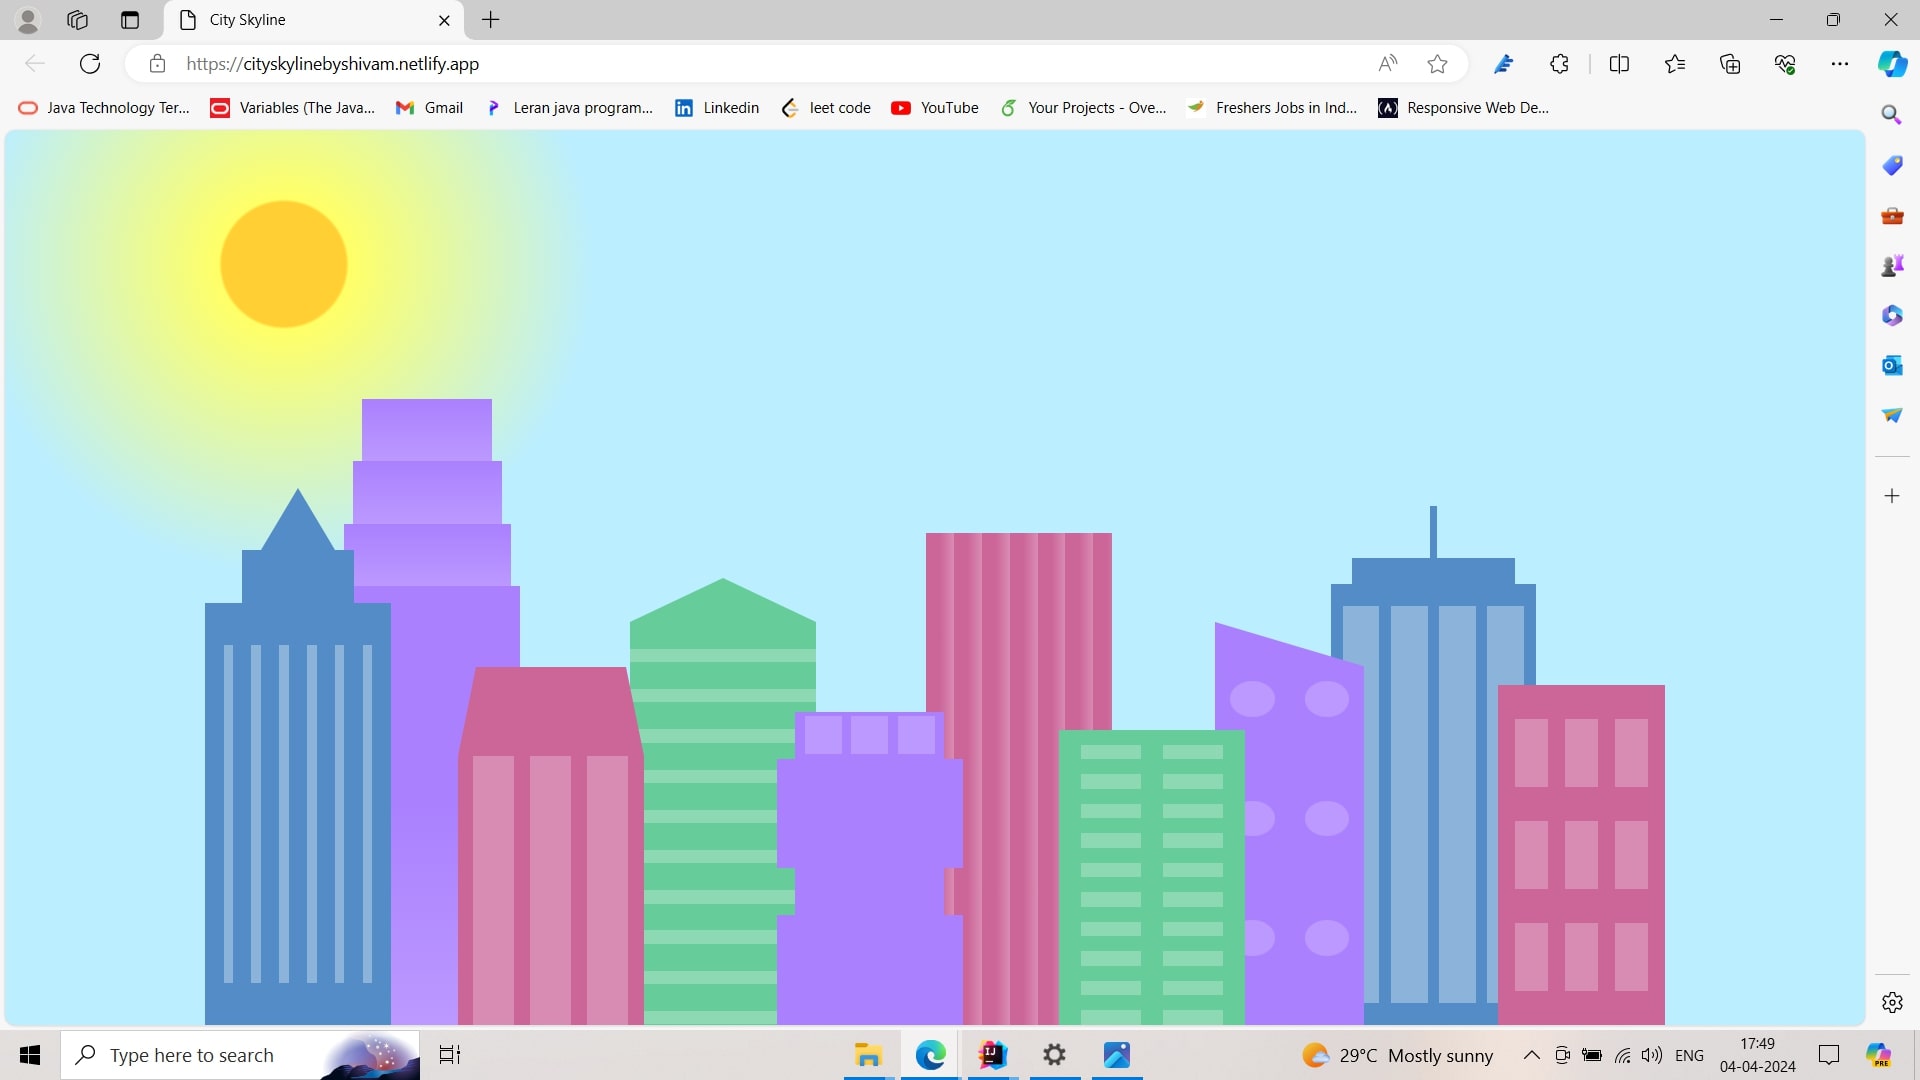 City Skyline
https://cityskylinebyshivam.netlify.app
Java Technology Ter... Variables (The Java... Gmail Leran java program... Linkedin leet code YouTube Your Projects - Ove... Freshers Jobs in Ind... Responsive Web De...
Type here to search
29°C Mostly sunny
ENG
17:49
04-04-2024
PRE